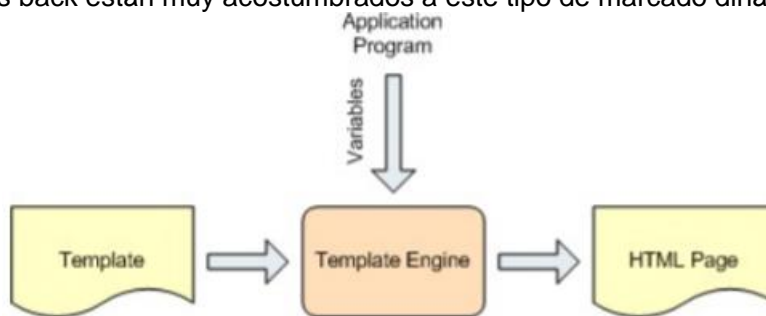 back están muy acostumbrados a este tipo de marcado
Application
Program
Variables
Template
Template Engine
HTML Page